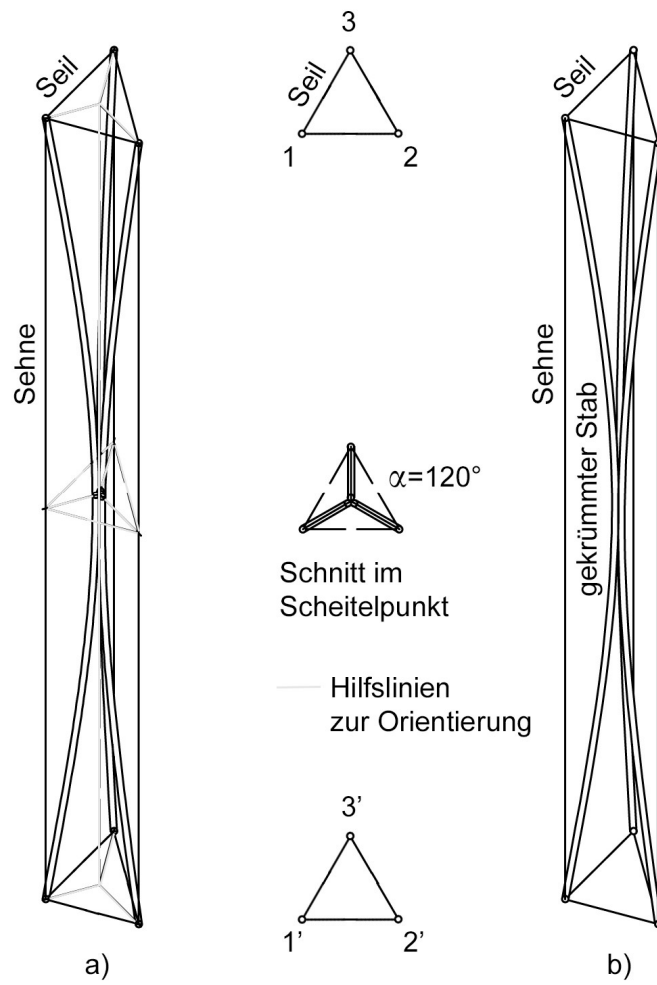 3
Seil
Seil
Seil
1
2
Sehne
Sehne
gekrümmter Stab
α=120°
Schnitt im
Scheitelpunkt
Hilfslinien
zur Orientierung
3'
1'
2'
a)
b)